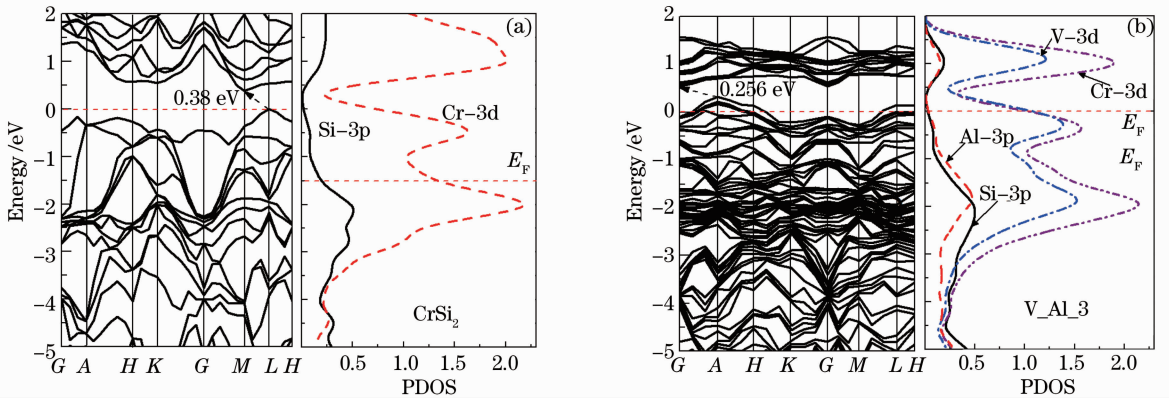 (a)
Energy /eV
2
1
0
-1
-2
-3
-4
-5
0.38 eV
G A H K G M L H
Si-3p
Cr-3d
E_F
CrSi2
0.5 1.0 1.5 2.0
PDOS
(b)
Energy /eV
2
1
0
-1
-2
-3
-4
-5
0.256 eV
G A H K G M H
V-3d
Cr-3d
E_F
Al-3p
E_F
Si-3p
V_Al_3
0.5 1.0 1.5 2.0
PDOS